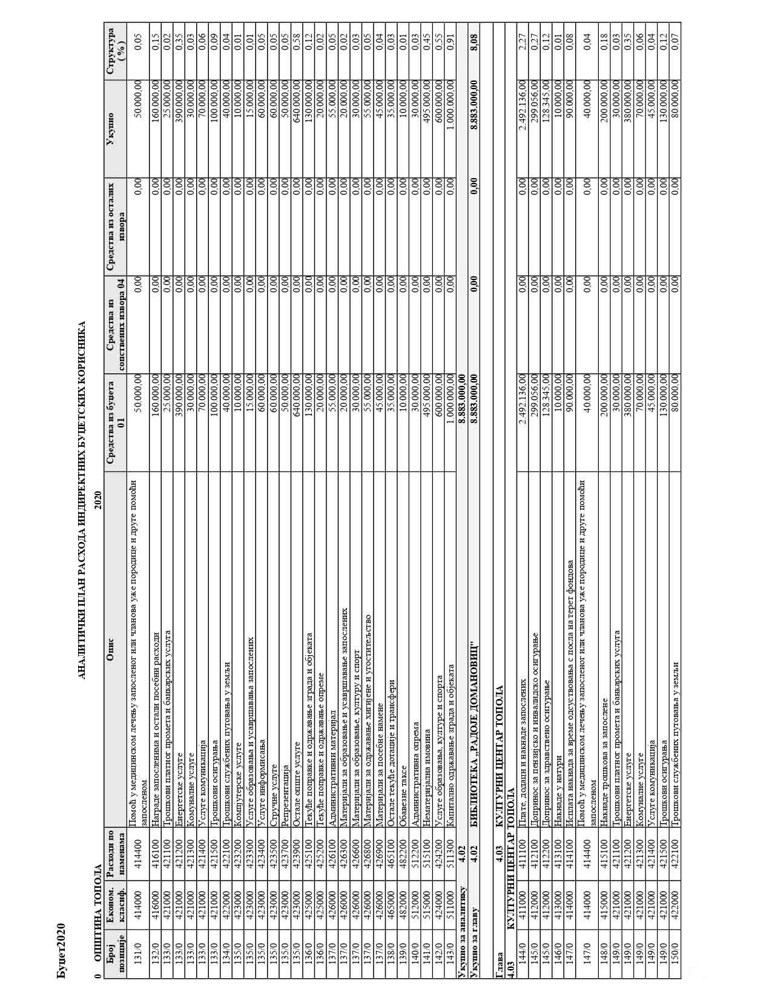 Буџет2020
АНАЛИТИЧКИ ПЛАН РАСХОДА ИНДИРЕКТНИХ БУЏЕТСКИХ КОРИСНИКА
0 ОПШТИНА ТОПОЛА 2020
Број позиције Економ. класиф. Расходи по наменама Опис Средства из буџета 01 Средства из сопствених извора 04 Средства из осталих извора Укупно Структура ( %)
131/0 414000 414400 Помоћ у медицинском лечењу запосленог или чланова уже породице и друге помоћи запосленом 50.000,00 0,00 0,00 50.000,00 0,05
132/0 416000 416100 Награде запосленима и остали посебни расходи 160.000,00 0,00 0,00 160.000,00 0,15
133/0 421000 421100 Трошкови платног промета и банкарских услуга 25.000,00 0,00 0,00 25.000,00 0,02
133/0 421000 421200 Енергетске услуге 390.000,00 0,00 0,00 390.000,00 0,35
133/0 421000 421300 Комуналне услуге 30.000,00 0,00 0,00 30.000,00 0,03
133/0 421000 421400 Услуге комуникација 70.000,00 0,00 0,00 70.000,00 0,06
133/0 421000 421500 Трошкови осигурања 100.000,00 0,00 0,00 100.000,00 0,09
134/0 422000 422100 Трошкови службених путовања у земљи 40.000,00 0,00 0,00 40.000,00 0,04
135/0 423000 423200 Компјутерске услуге 10.000,00 0,00 0,00 10.000,00 0,01
135/0 423000 423300 Услуге образовања и усавршавања запослених 15.000,00 0,00 0,00 15.000,00 0,01
135/0 423000 423400 Услуге информисања 60.000,00 0,00 0,00 60.000,00 0,05
135/0 423000 423500 Стручне услуге 60.000,00 0,00 0,00 60.000,00 0,05
135/0 423000 423700 Репрезентација 50.000,00 0,00 0,00 50.000,00 0,05
135/0 423000 423900 Остале опште услуге 640.000,00 0,00 0,00 640.000,00 0,58
136/0 425000 425100 Текуће поправке и одржавање зграда и објеката 130.000,00 0,00 0,00 130.000,00 0,12
136/0 425000 425200 Текуће поправке и одржавање опреме 20.000,00 0,00 0,00 20.000,00 0,02
137/0 426000 426100 Административни материјал 55.000,00 0,00 0,00 55.000,00 0,05
137/0 426000 426300 Материјали за образовање и усавршавање запослених 20.000,00 0,00 0,00 20.000,00 0,02
137/0 426000 426600 Материјали за образовање, културу и спорт 30.000,00 0,00 0,00 30.000,00 0,03
137/0 426000 426800 Материјали за одржавање хигијене и угоститељство 55.000,00 0,00 0,00 55.000,00 0,05
137/0 426000 426900 Материјали за посебне намене 45.000,00 0,00 0,00 45.000,00 0,04
138/0 465000 465100 Остале текуће дотације и трансфери 35.000,00 0,00 0,00 35.000,00 0,03
139/0 482000 482200 Обавезне таксе 10.000,00 0,00 0,00 10.000,00 0,01
140/0 512000 512200 Административна опрема 30.000,00 0,00 0,00 30.000,00 0,03
141/0 515000 515100 Нематеријална имовина 495.000,00 0,00 0,00 495.000,00 0,45
142/0 424000 424200 Услуге образовања, културе и спорта 600.000,00 0,00 0,00 600.000,00 0,55
143/0 511000 511300 Капитално одржавање зграда и објеката 1.000.000,00 0,00 0,00 1.000.000,00 0,91
Укупно за аналитику 4.02 8.883.000,00
Укупно за главу 4.02 БИБЛИОТЕКА „РАДОЈЕ ДОМАНОВИЦ" 8.883.000,00 0,00 0,00 8.883.000,00 8,08
Глава 4.03 КУЛТУРНИ ЦЕНТАР ТОПОЛА
4.03 КУЛТУРНИ ЦЕНТАР ТОПОЛА
144/0 411000 411100 Плате, додаци и накнаде запослених 2.492.136,00 0,00 0,00 2.492.136,00 2,27
145/0 412000 412100 Допринос за пензијско и инвалидско осигурање 299.056,00 0,00 0,00 299.056,00 0,27
145/0 412000 412200 Допринос за здравствено осигурање 128.345,00 0,00 0,00 128.345,00 0,12
146/0 413000 413100 Накнаде у натури 10.000,00 0,00 0,00 10.000,00 0,01
147/0 414000 414100 Исплата накнада за време одсуствовања с посла на терет фондова 90.000,00 0,00 0,00 90.000,00 0,08
147/0 414000 414400 Помоћ у медицинском лечењу запосленог или чланова уже породице и друге помоћи запосленом 40.000,00 0,00 0,00 40.000,00 0,04
148/0 415000 415100 Накнаде трошкова за запослене 200.000,00 0,00 0,00 200.000,00 0,18
149/0 421000 421100 Трошкови платног промета и банкарских услуга 30.000,00 0,00 0,00 30.000,00 0,03
149/0 421000 421200 Енергетске услуге 380.000,00 0,00 0,00 380.000,00 0,35
149/0 421000 421300 Комуналне услуге 70.000,00 0,00 0,00 70.000,00 0,06
149/0 421000 421400 Услуге комуникација 45.000,00 0,00 0,00 45.000,00 0,04
149/0 421000 421500 Трошкови осигурања 130.000,00 0,00 0,00 130.000,00 0,12
150/0 422000 422100 Трошкови службених путовања у земљи 80.000,00 0,00 0,00 80.000,00 0,07